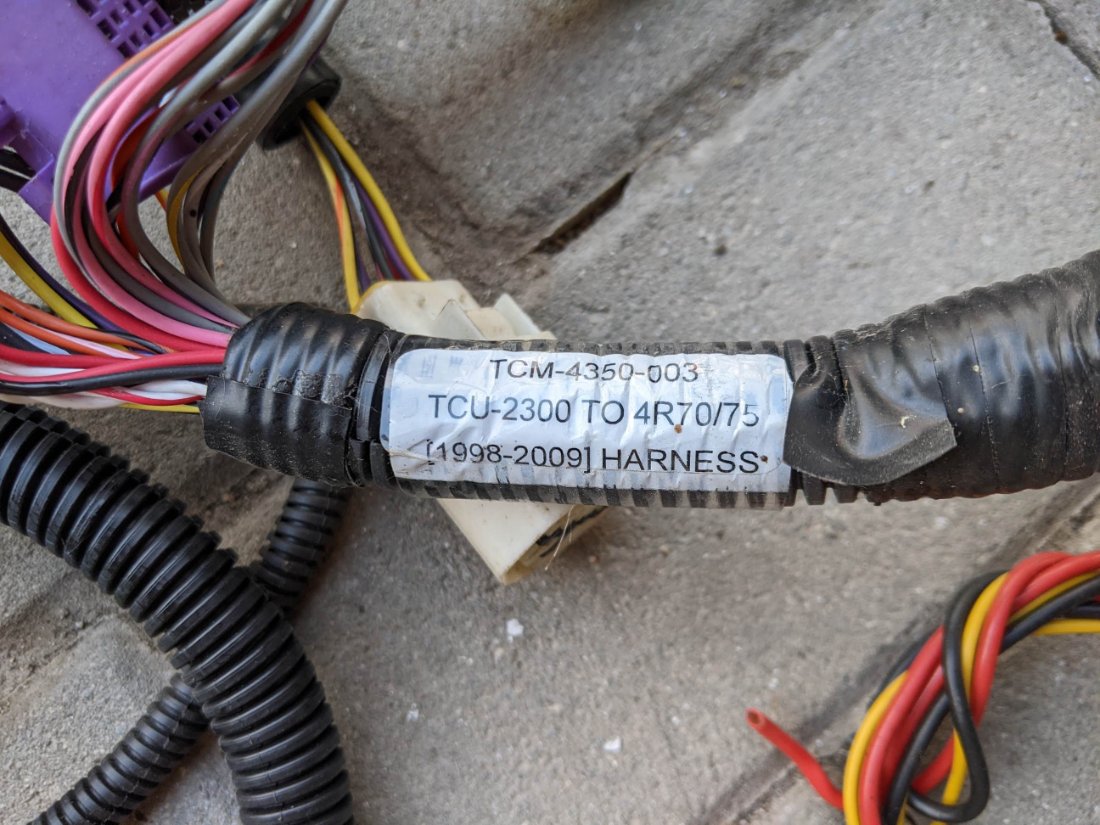 TCM-4350-003
TCU-2300 TO 4R70/75
[1998-2009] HARNESS